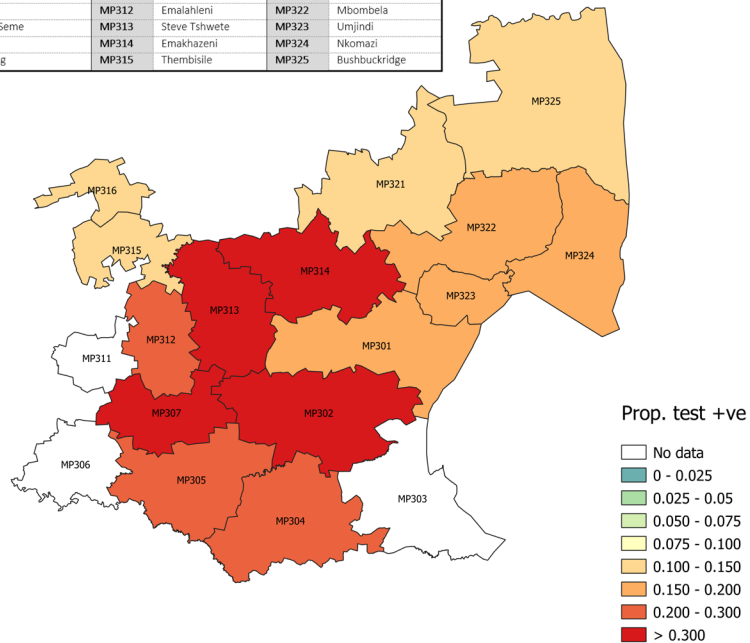 MP312 Emalahleni MP322 Mbombela
Seme MP313 Steve Tshwete MP323 Umjindi
MP314 Emakhazeni MP324 Nkomazi
g MP315 Thembisile MP325 Bushbuckridge
MP325
MP321
MP316
MP322
MP315
MP324
MP314
MP323
MP313
MP312
MP301
MP311
MP307
MP302
MP306
MP305
MP303
MP304
Prop. test +ve
No data
0 - 0.025
0.025 - 0.05
0.050 - 0.075
0.075 - 0.100
0.100 - 0.150
0.150 - 0.200
0.200 - 0.300
> 0.300